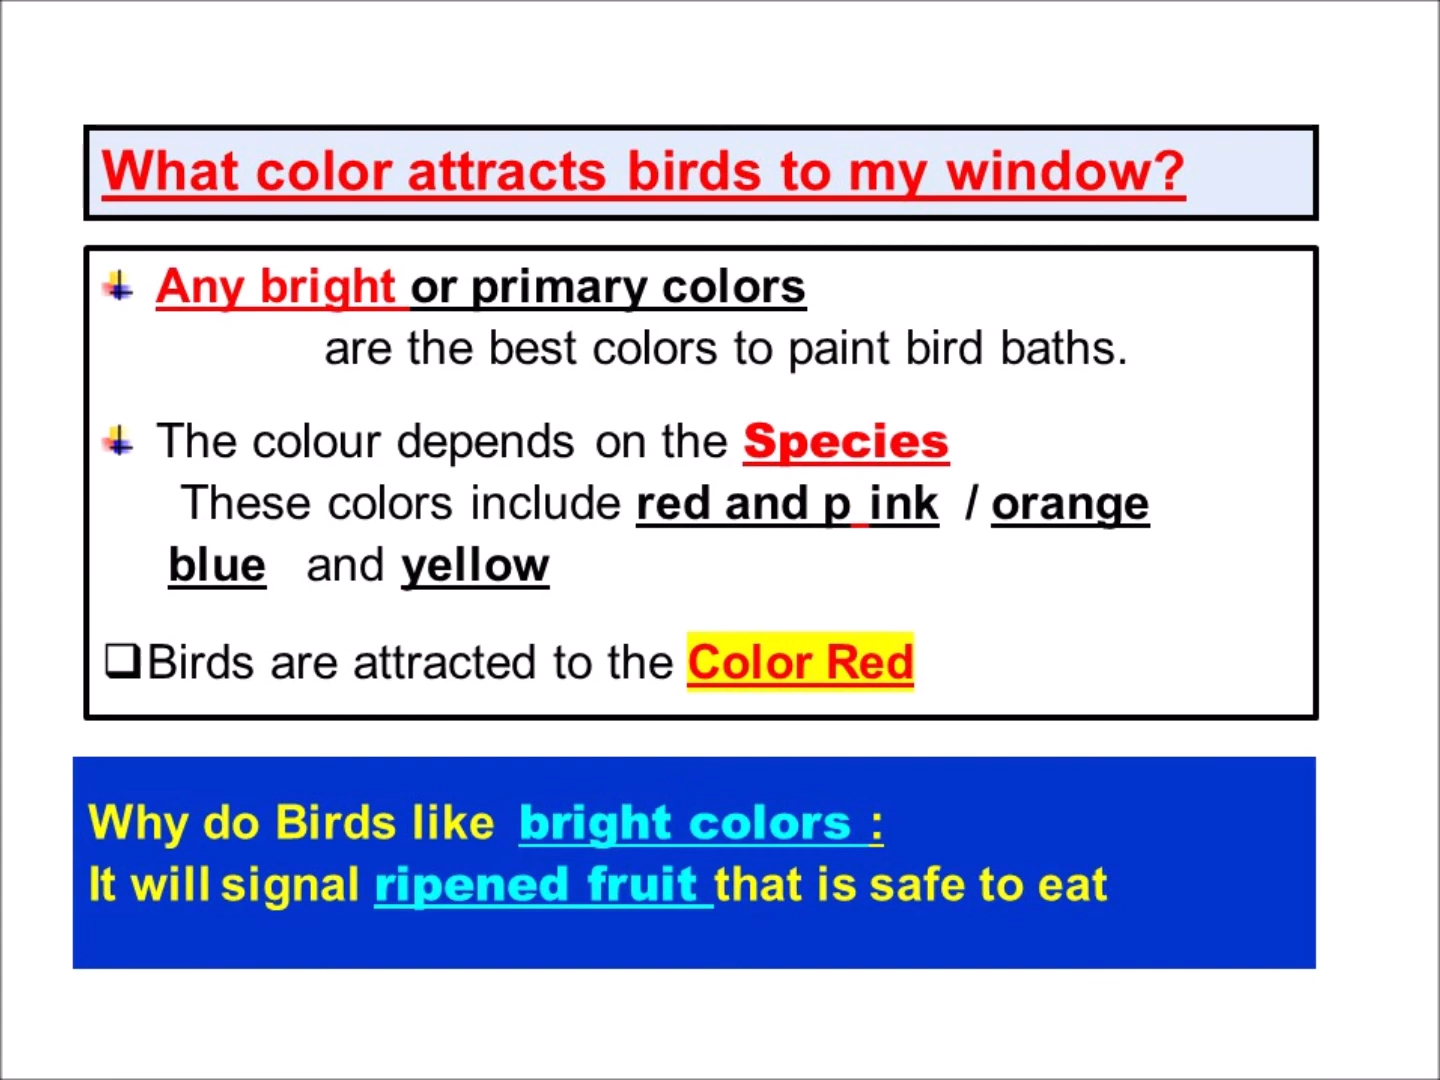 What color attracts birds to my window?
Any bright or primary colors
are the best colors to paint bird baths.
The colour depends on the Species
These colors include red and p ink / orange
blue and yellow
Birds are attracted to the Color Red
Why do Birds like bright colors :
It will signal ripened fruit that is safe to eat